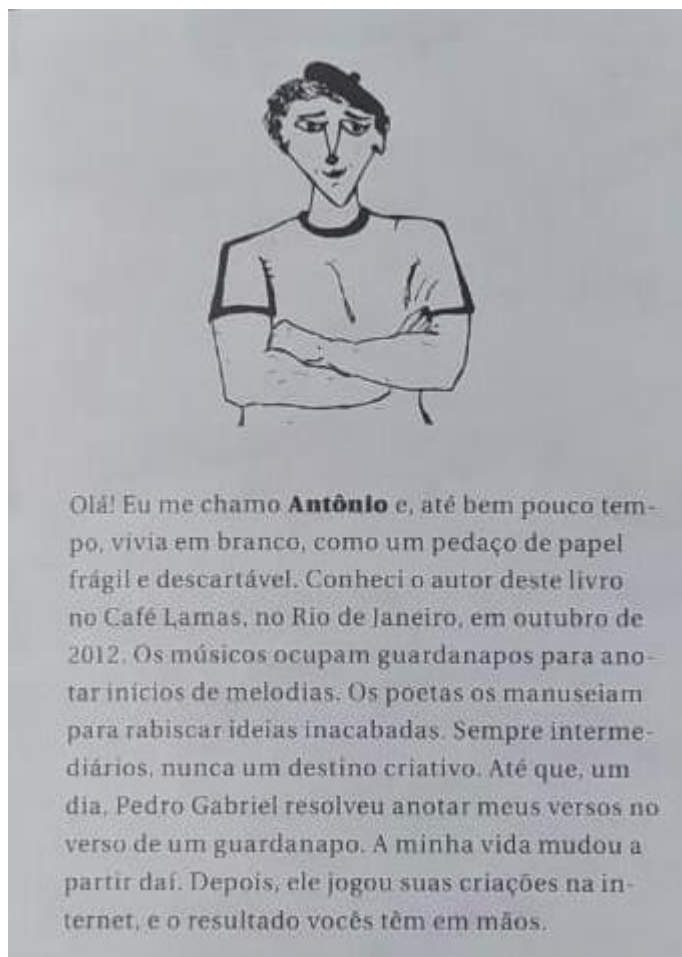 Olá! Eu me chamo Antônio e, até bem pouco tem-
po, vivia em branco, como um pedaço de papel
frágil e descartável. Conheci o autor deste livro
no Café Lamas, no Rio de Janeiro, em outubro de
2012. Os músicos ocupam guardanapos para ano-
tar inícios de melodias. Os poetas os manuseiam
para rabiscar ideias inacabadas. Sempre interme-
diários, nunca um destino criativo. Até que, um
dia, Pedro Gabriel resolveu anotar meus versos no
verso de um guardanapo. A minha vida mudou a
partir daí. Depois, ele jogou suas criações na in-
ternet, e o resultado vocês têm em mãos.